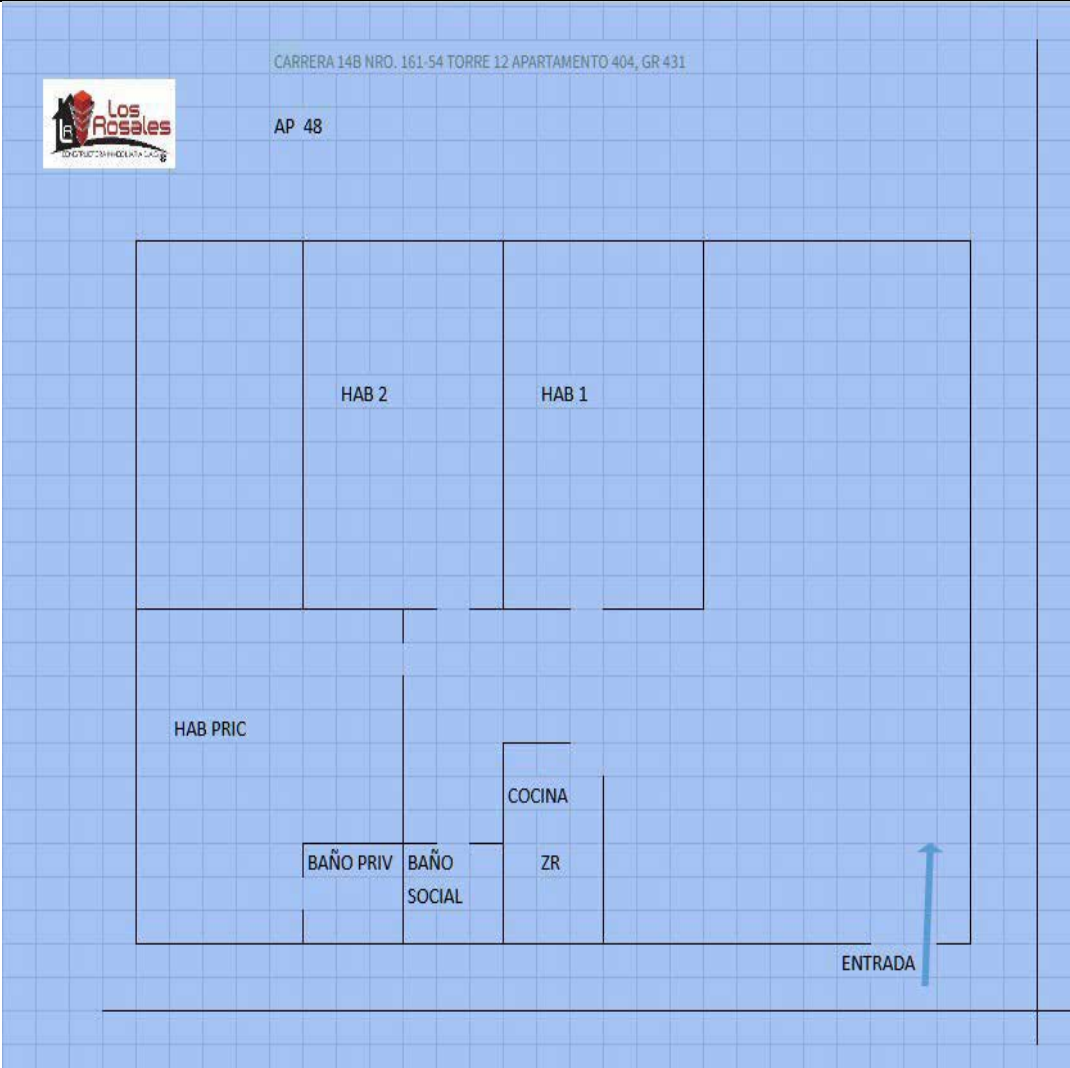 CARRERA 14B NRO. 161-54 TORRE 12 APARTAMENTO 404, GR 431
Los
Rosales
LR
AP 48
HAB 2
HAB 1
HAB PRIC
COCINA
BAÑO PRIV
BAÑO
SOCIAL
ZR
ENTRADA